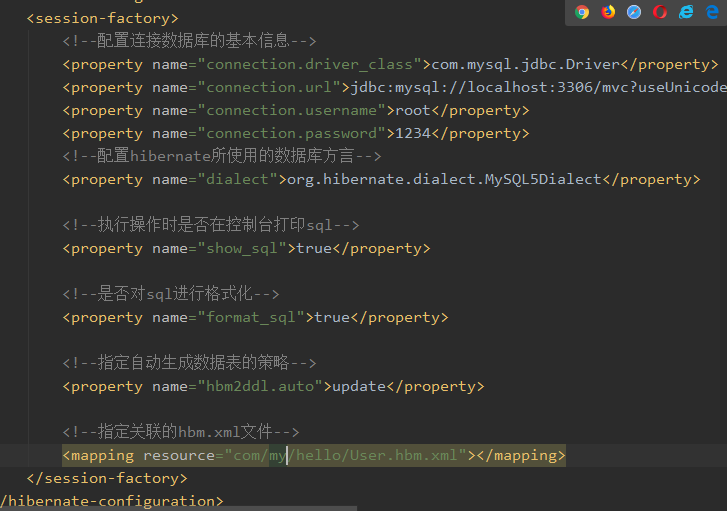 <session-factory>
<!--配置连接数据库的基本信息-->
<property name="connection.driver_class">com.mysql.jdbc.Driver</property>
<property name="connection.url">jdbc:mysql://localhost:3306/mvc?useUnicode
<property name="connection.username">root</property>
<property name="connection.password">1234</property>
<!--配置hibernate所使用的数据库方言-->
<property name="dialect">org.hibernate.dialect.MySQL5Dialect</property>
<!--执行操作时是否在控制台打印sql-->
<property name="show_sql">true</property>
<!--是否对sql进行格式化-->
<property name="format_sql">true</property>
<!--指定自动生成数据表的策略-->
<property name="hbm2ddl.auto">update</property>
<!--指定关联的hbm.xml文件-->
<mapping resource="com/my/hello/User.hbm.xml"></mapping>
</session-factory>
/hibernate-configuration>